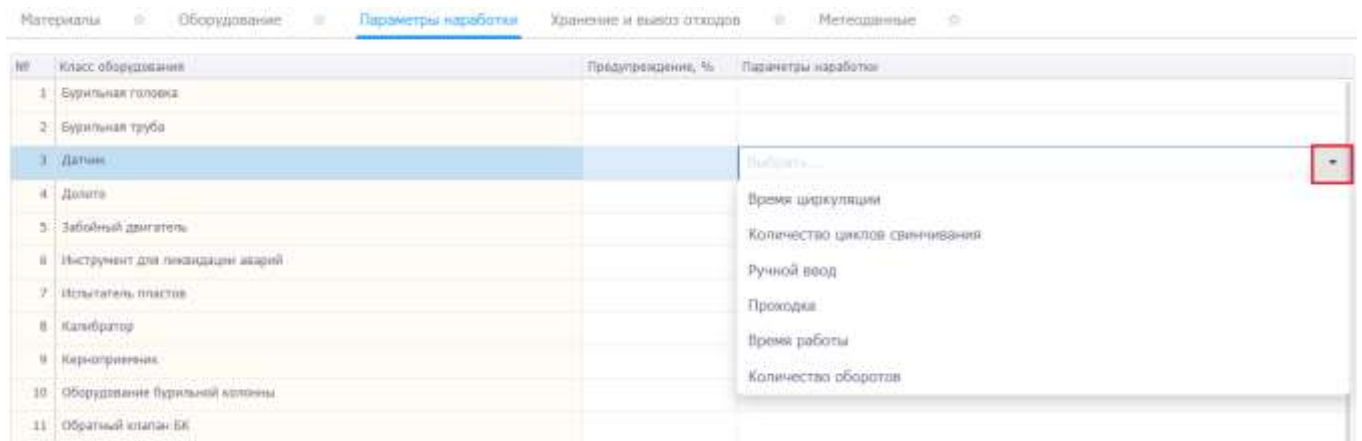 Материалы Оборудование Параметры наработки Хранение и вывоз отходов Метеоданные
№ Класс оборудования Предупреждение, % Параметры наработки
1 Бурильная головка
2 Бурильная труба
3 Датчик Выбрать...
4 Долото
Время циркуляции
5 Забойный двигатель
Количество циклов свинчивания
6 Инструмент для ликвидации аварий
Ручной ввод
7 Испытатель пластов
Проходка
8 Калибратор
Время работы
9 Керноприемник
Количество оборотов
10 Оборудование бурильной колонны
11 Обратный клапан БК